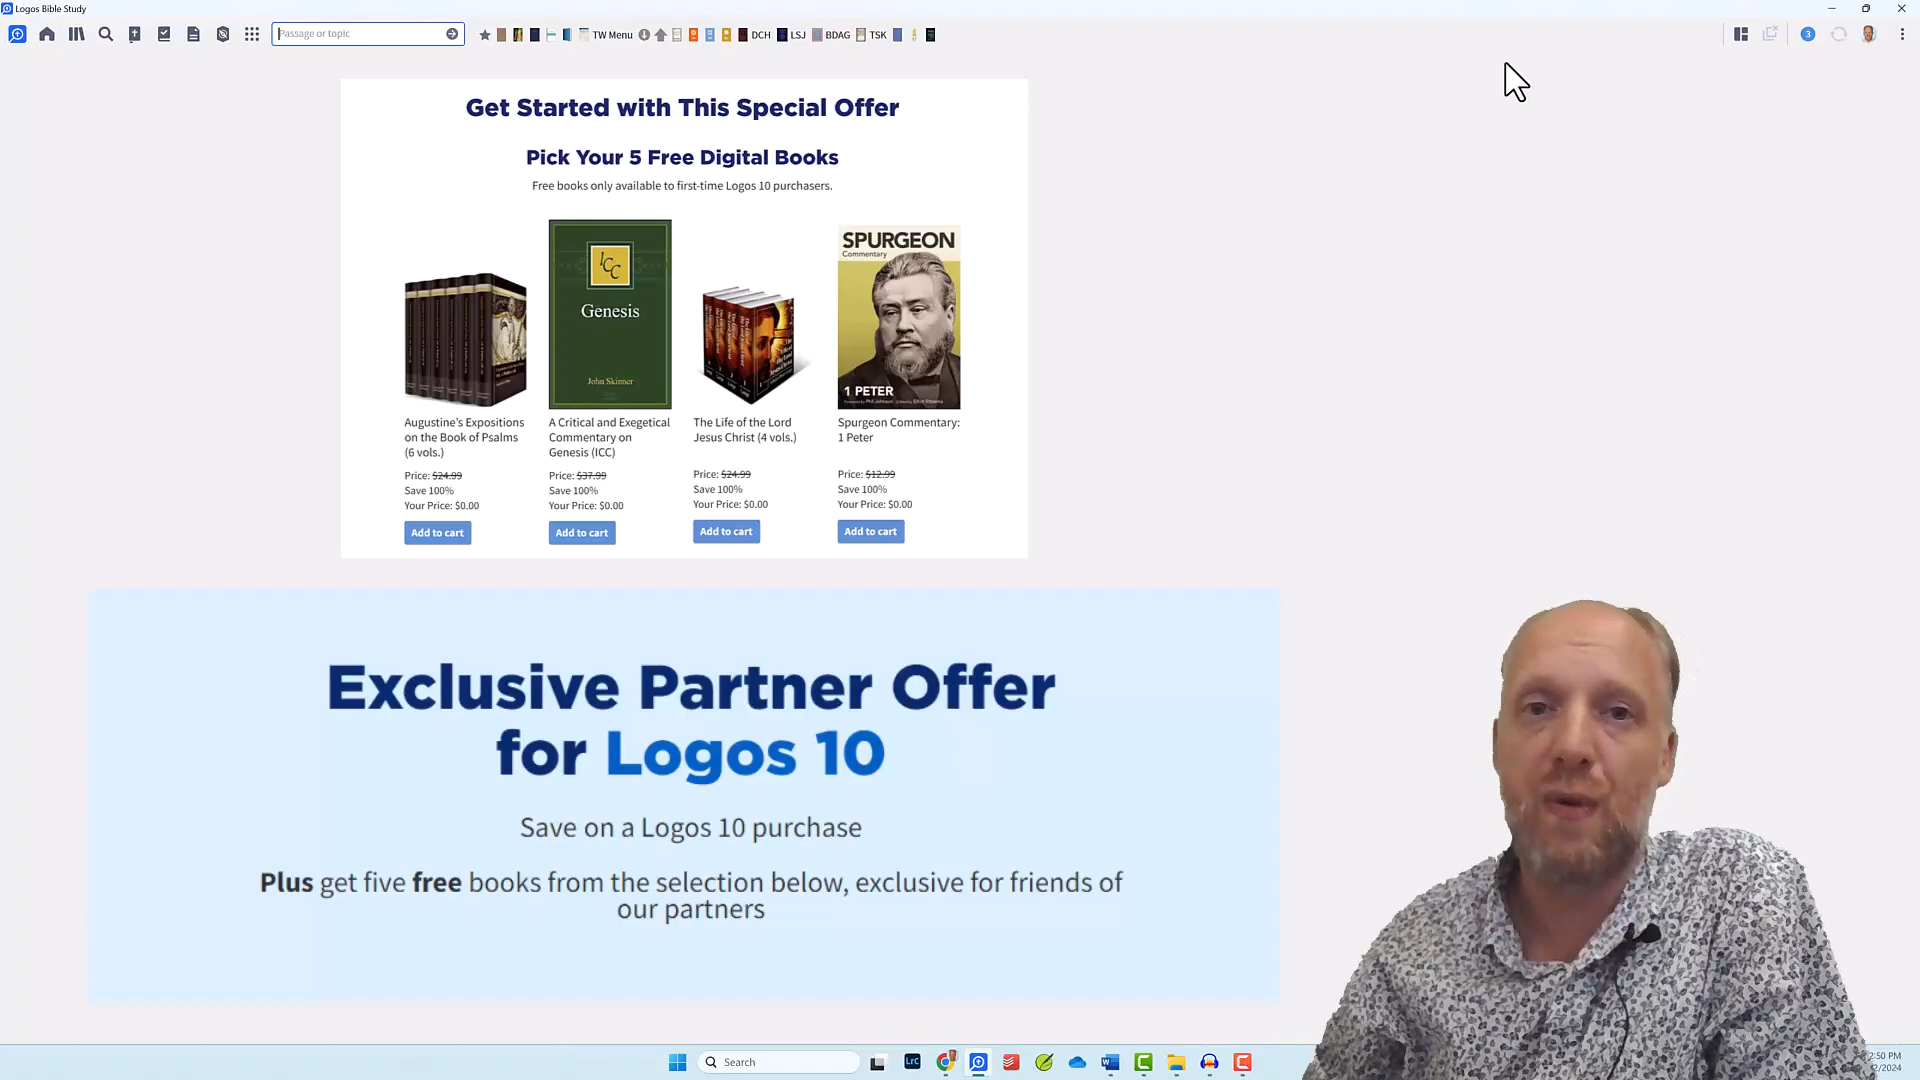 Logos Bible Study
Passage or topic
TW Menu
DCH
LSJ
BDAG
TSK
3
Get Started with This Special Offer
Pick Your 5 Free Digital Books
Free books only available to first-time Logos 10 purchasers.
ICC
Genesis
John Skinner
SPURGEON
Commentary
1 PETER
Augustine's Expositions
on the Book of Psalms
(6 vols.)
Price: $24.99
Save 100%
Your Price: $0.00
Add to cart
A Critical and Exegetical
Commentary on
Genesis (ICC)
Price: $37.99
Save 100%
Your Price: $0.00
Add to cart
The Life of the Lord
Jesus Christ (4 vols.)
Price: $24.99
Save 100%
Your Price: $0.00
Add to cart
Spurgeon Commentary:
1 Peter
Price: $12.99
Save 100%
Your Price: $0.00
Add to cart
Exclusive Partner Offer
for Logos 10
Save on a Logos 10 purchase
Plus get five free books from the selection below, exclusive for friends of
our partners
Search
LrC
:50 PM
2/2024